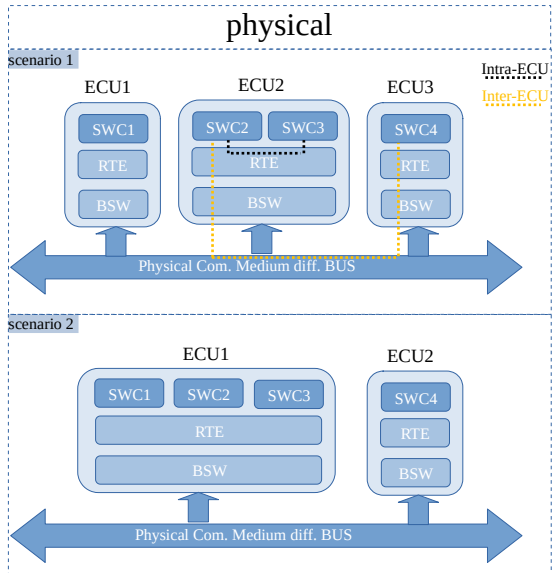 physical
scenario 1
Intra-ECU
Inter-ECU
ECU1
ECU2
ECU3
SWC1
SWC2
SWC3
SWC4
RTE
RTE
RTE
BSW
BSW
BSW
Physical Com. Medium diff. BUS
scenario 2
ECU1
ECU2
SWC1
SWC2
SWC3
SWC4
RTE
RTE
BSW
BSW
Physical Com. Medium diff. BUS